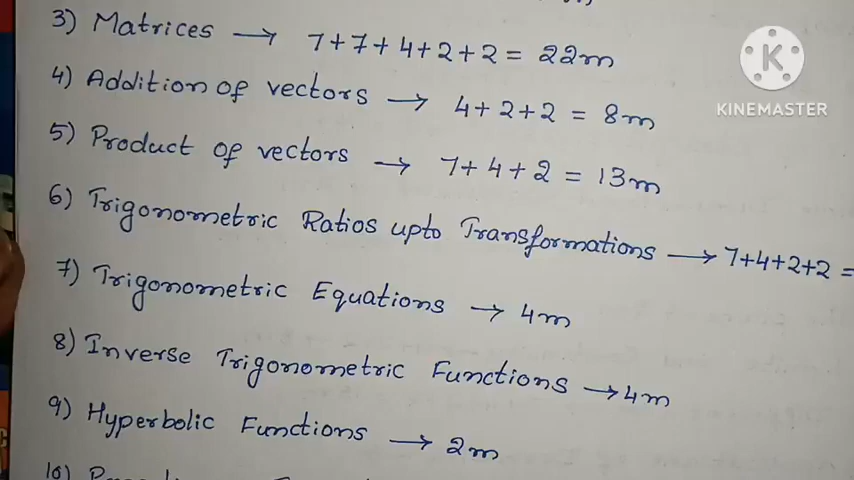 3) Matrices → 7+7+4+2+2 = 22m
4) Addition of vectors → 4+2+2 = 8m
5) Product of vectors → 7+4+2 = 13m
6) Trigonometric Ratios upto Transformations → 7+4+2+2 =
7) Trigonometric Equations → 4m
8) Inverse Trigonometric Functions → 4m
9) Hyperbolic Functions → 2m
10)
K
KINEMASTER